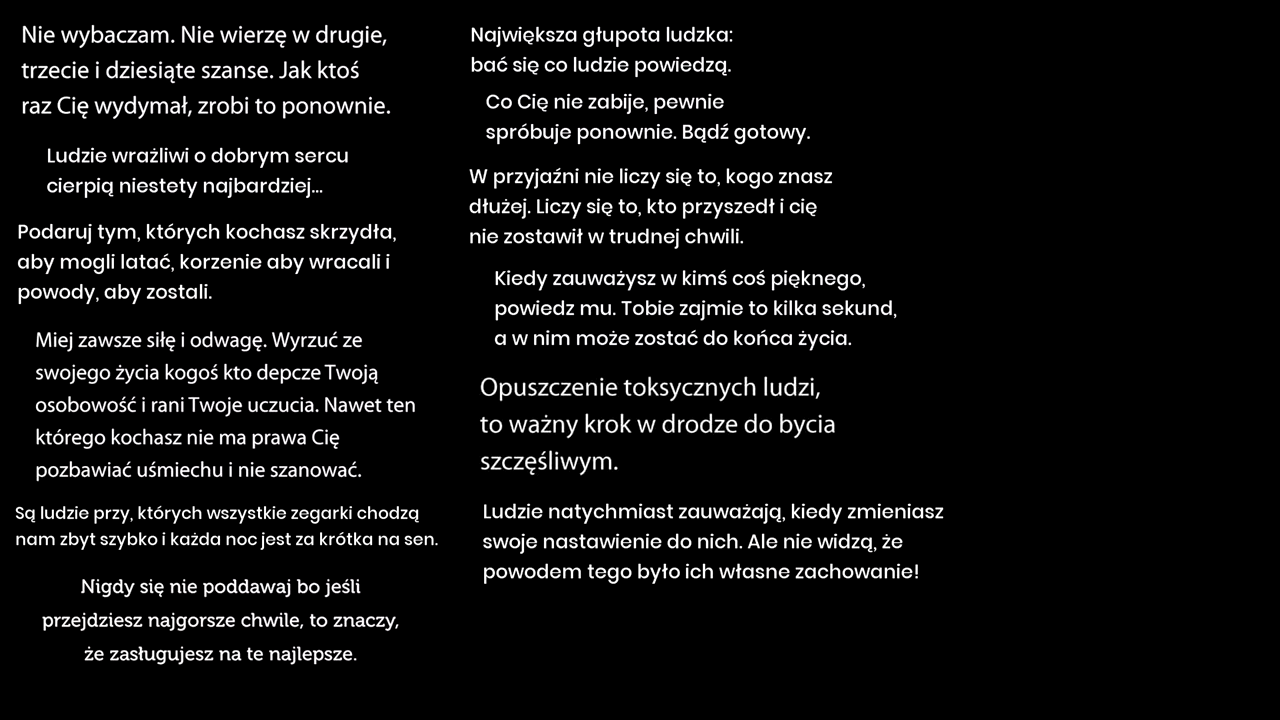 Nie wybaczam. Nie wierzę w drugie,
trzecie i dziesiąte szanse. Jak ktoś
raz Cię wydymał, zrobi to ponownie.
Ludzie wrażliwi o dobrym sercu
cierpią niestety najbardziej...
Podaruj tym, których kochasz skrzydła,
aby mogli latać, korzenie aby wracali i
powody, aby zostali.
Miej zawsze siłę i odwagę. Wyrzuć ze
swojego życia kogoś kto depcze Twoją
osobowość i rani Twoje uczucia. Nawet ten
którego kochasz nie ma prawa Cię
pozbawiać uśmiechu i nie szanować.
Są ludzie przy, których wszystkie zegarki chodzą
nam zbyt szybko i każda noc jest za krótka na sen.
Nigdy się nie poddawaj bo jeśli
przejdziesz najgorsze chwile, to znaczy,
że zasługujesz na te najlepsze.
Największa głupota ludzka:
bać się co ludzie powiedzą.
Co Cię nie zabije, pewnie
spróbuje ponownie. Bądź gotowy.
W przyjaźni nie liczy się to, kogo znasz
dłużej. Liczy się to, kto przyszedł i cię
nie zostawił w trudnej chwili.
Kiedy zauważysz w kimś coś pięknego,
powiedz mu. Tobie zajmie to kilka sekund,
a w nim może zostać do końca życia.
Opuszczenie toksycznych ludzi,
to ważny krok w drodze do bycia
szczęśliwym.
Ludzie natychmiast zauważają, kiedy zmieniasz
swoje nastawienie do nich. Ale nie widzą, że
powodem tego było ich własne zachowanie!